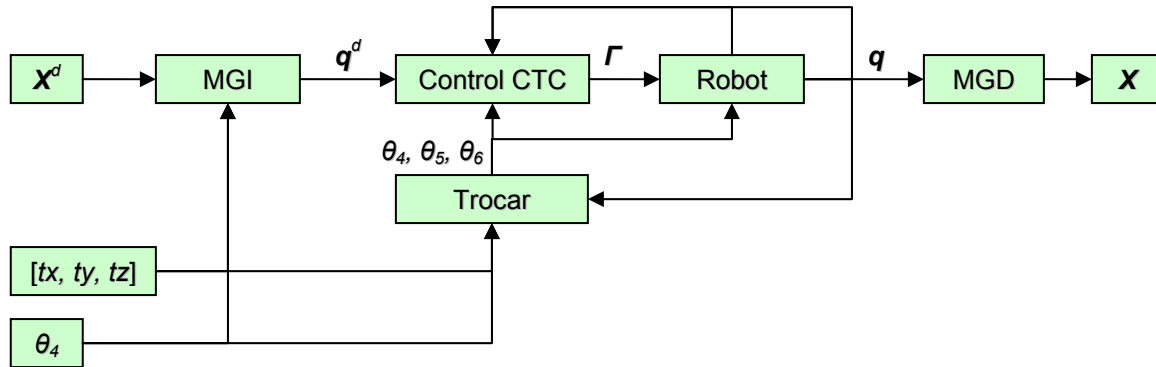 X^d
MGI
q^d
Control CTC
Γ
Robot
q
MGD
X
θ₄, θ₅, θ₆
Trocar
[tx, ty, tz]
θ₄